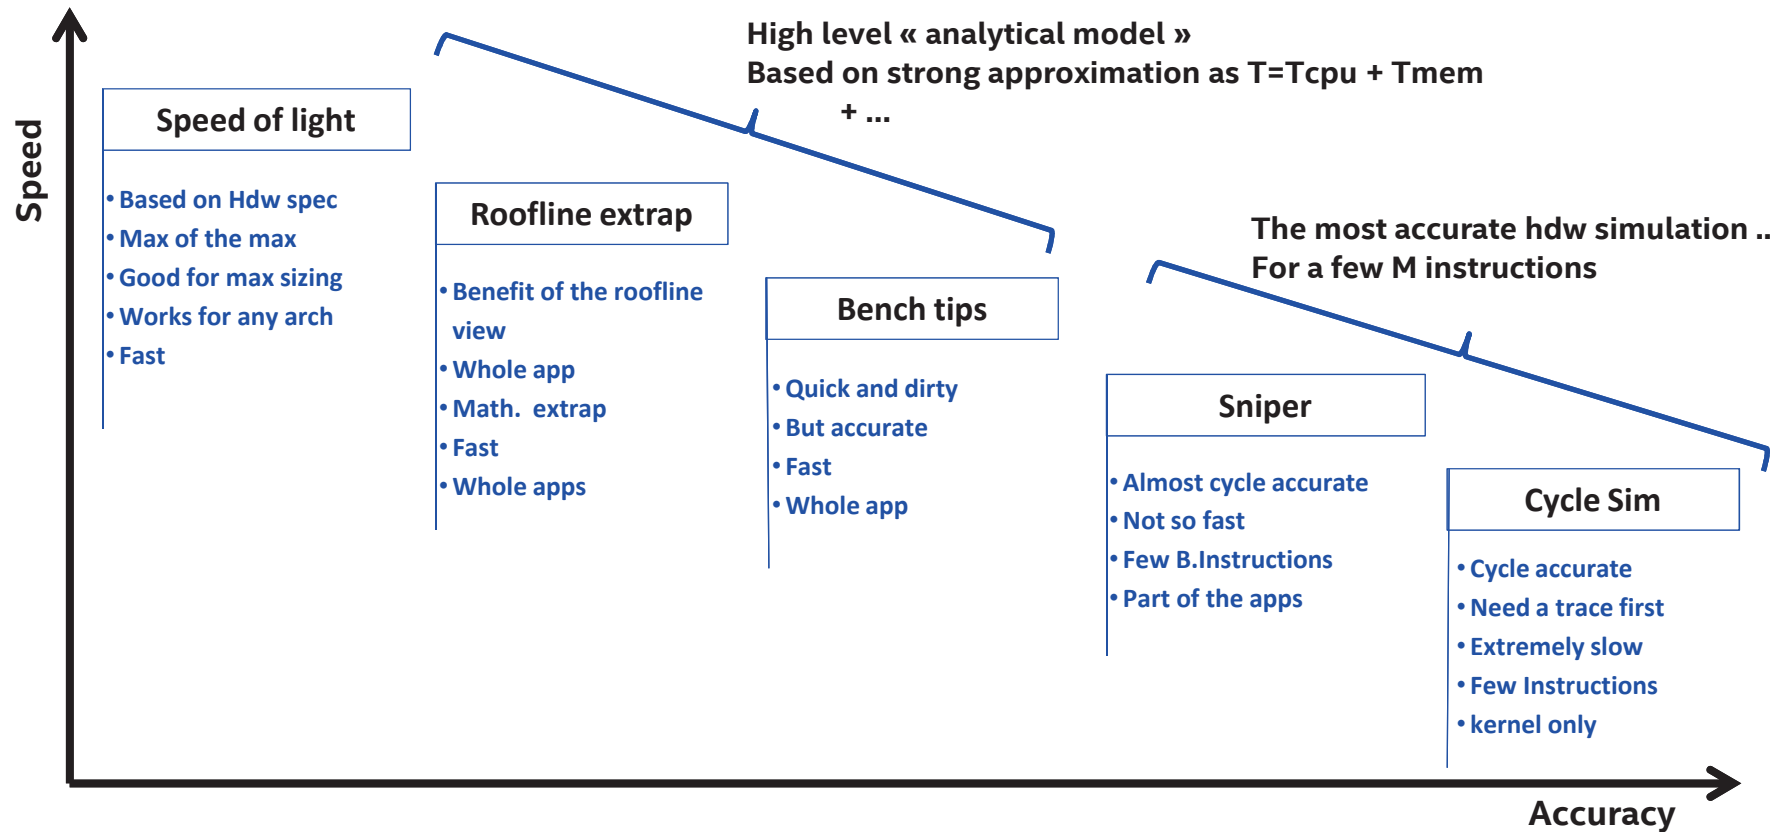 Speed
High level « analytical model »
Based on strong approximation as T=Tcpu + Tmem
+ ...
Speed of light
• Based on Hdw spec
• Max of the max
• Good for max sizing
• Works for any arch
• Fast
Roofline extrap
• Benefit of the roofline
view
• Whole app
• Math. extrap
• Fast
• Whole apps
Bench tips
• Quick and dirty
• But accurate
• Fast
• Whole app
The most accurate hdw simulation ..
For a few M instructions
Sniper
• Almost cycle accurate
• Not so fast
• Few B.Instructions
• Part of the apps
Cycle Sim
• Cycle accurate
• Need a trace first
• Extremely slow
• Few Instructions
• kernel only
Accuracy